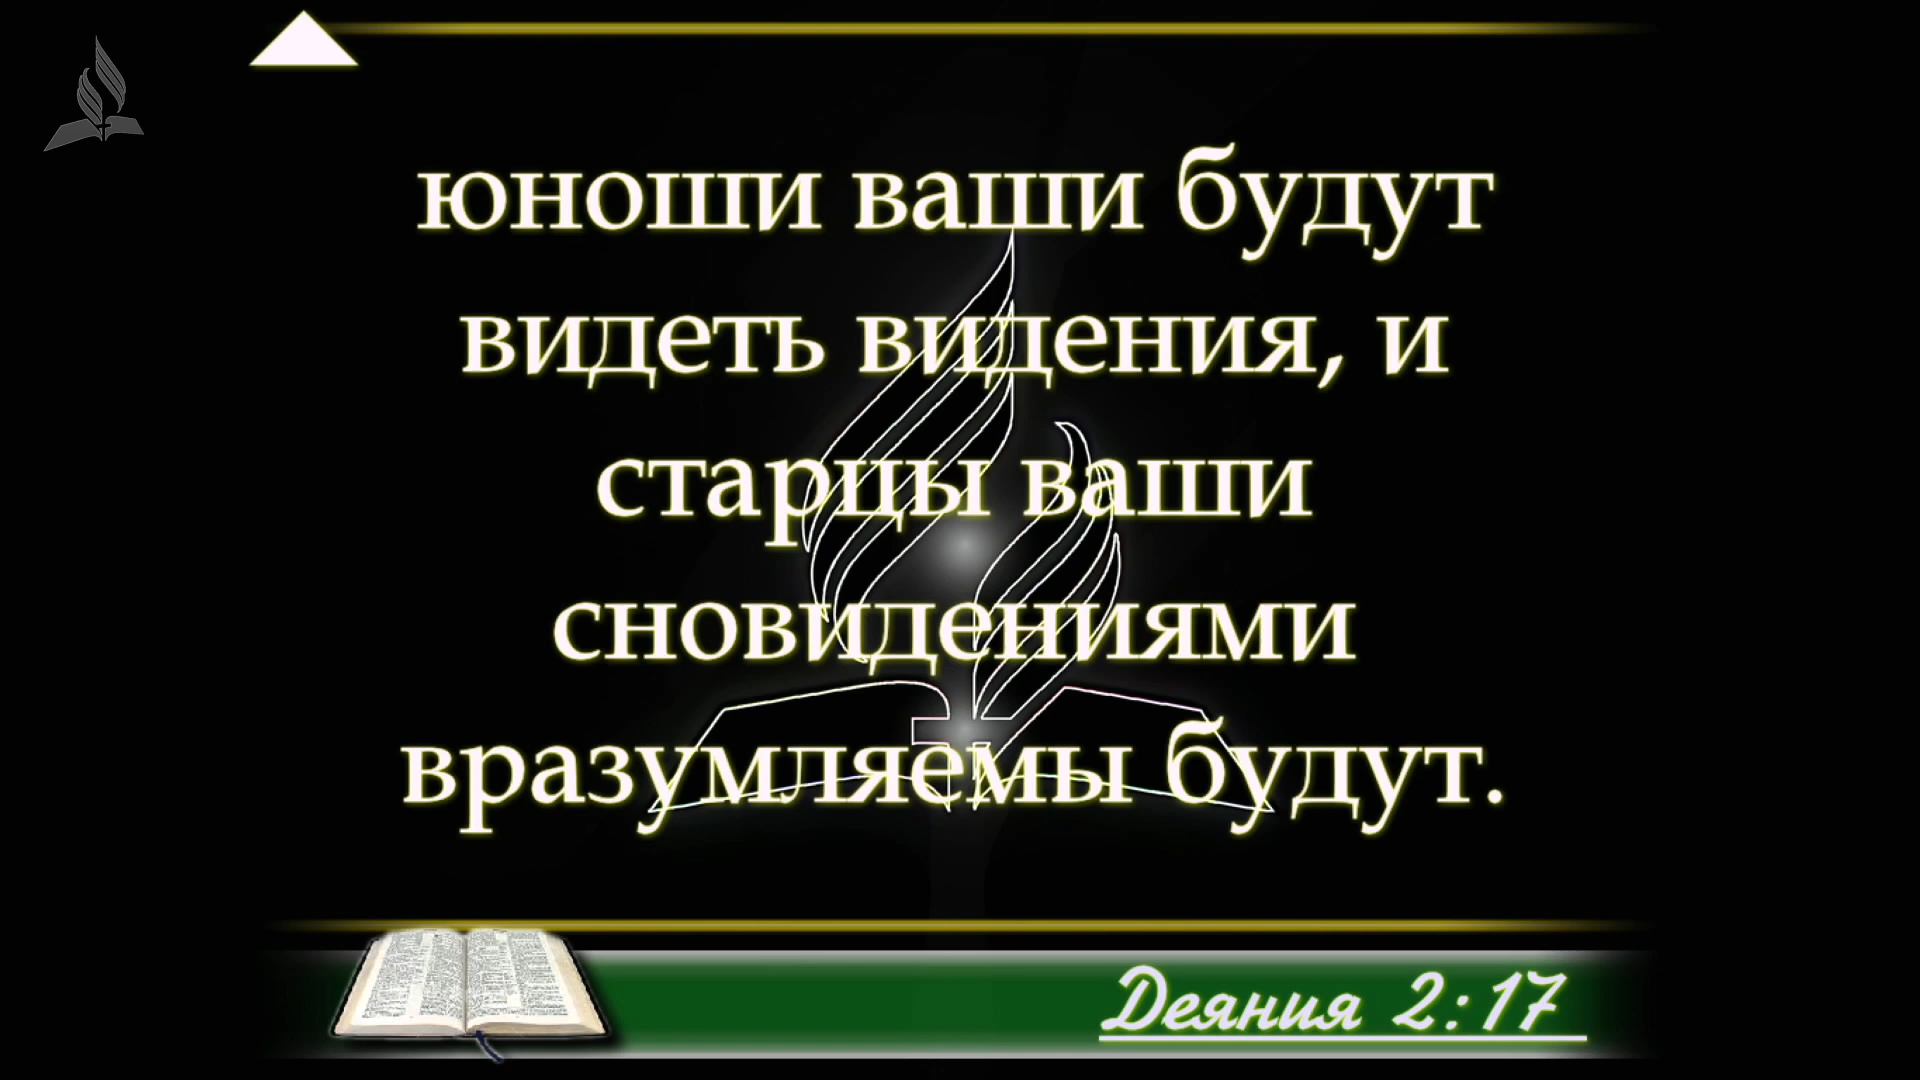 юноши ваши будут
видеть видения, и
старцы ваши
сновидениями
вразумляемы будут.
Деяния 2:17